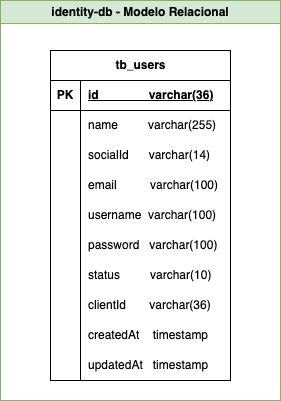 identity-db - Modelo Relacional
tb_users
PK id varchar(36)
name varchar(255)
socialId varchar(14)
email varchar(100)
username varchar(100)
password varchar(100)
status varchar(10)
clientId varchar(36)
createdAt timestamp
updatedAt timestamp